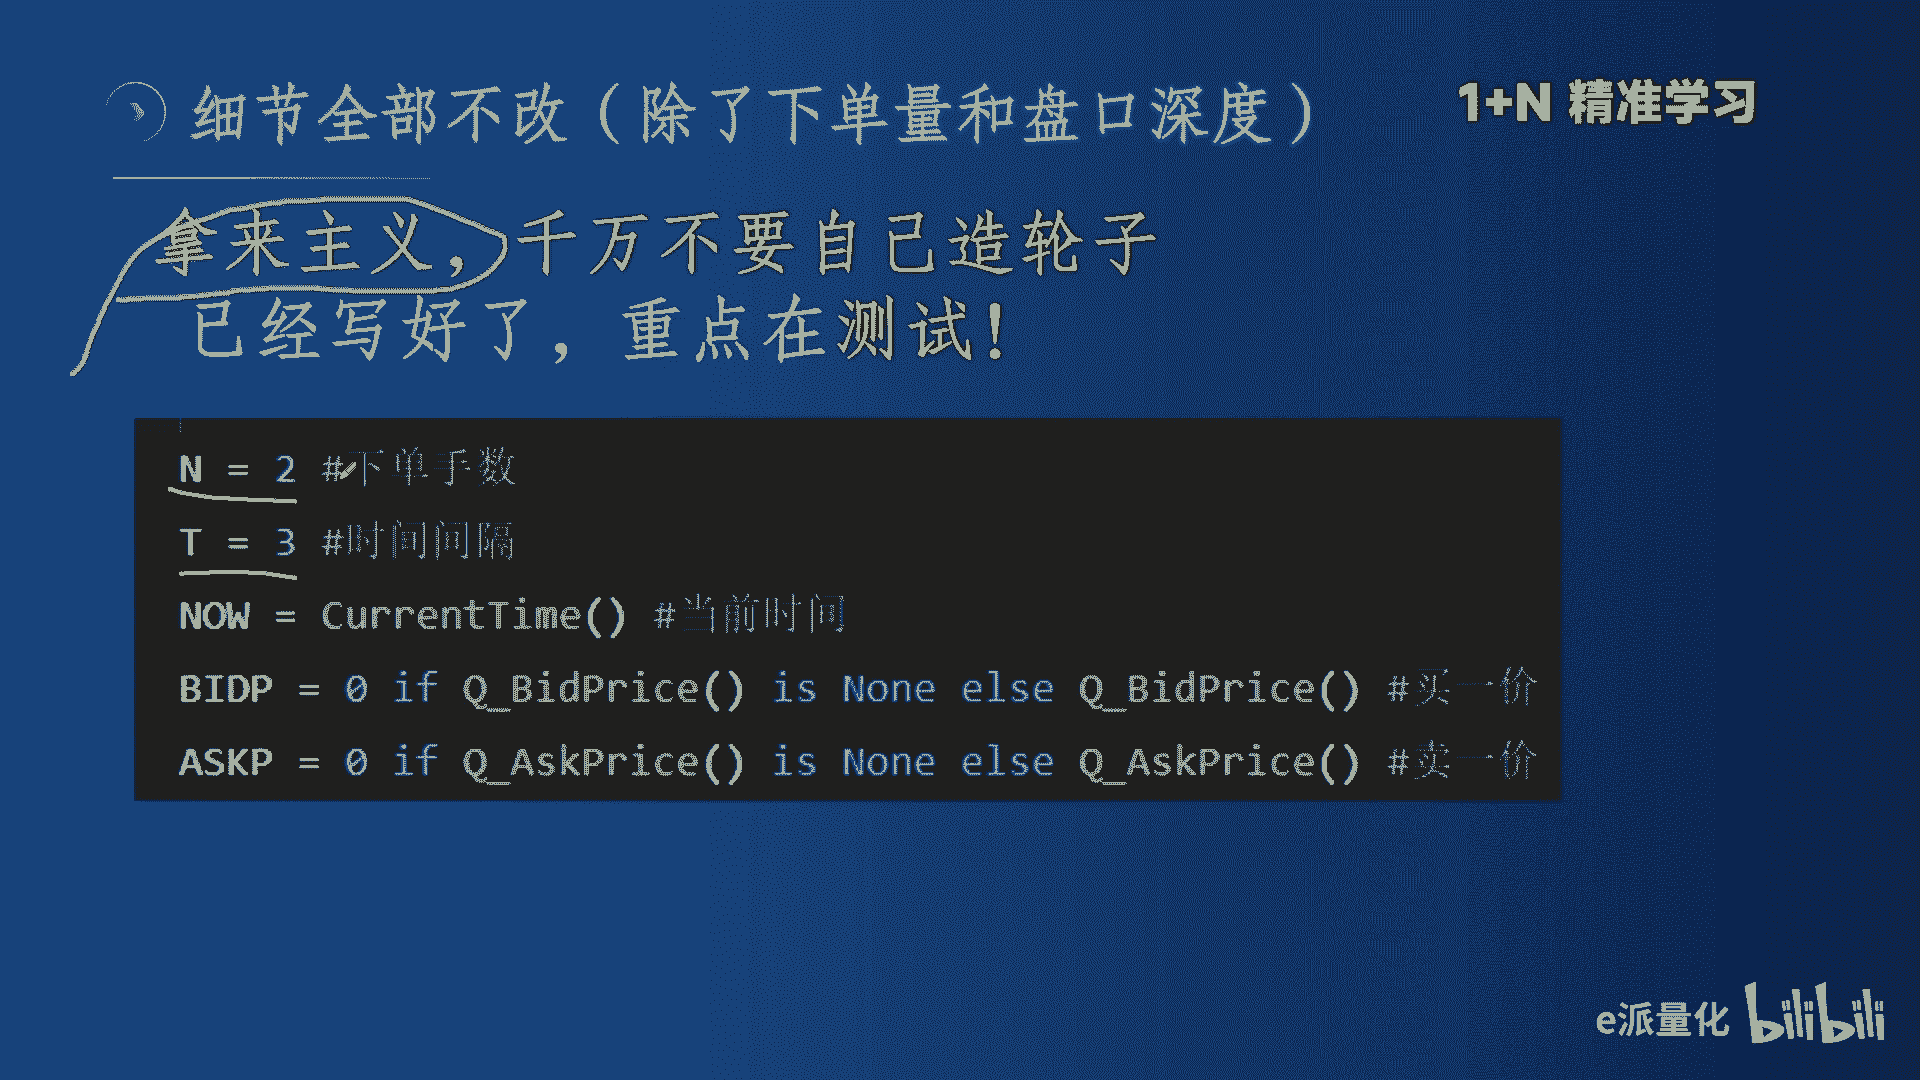 细节全部不改（除了下单量和盘口深度）
1+N 精准学习
拿来主义，千万不要自己造轮子
已经写好了，重点在测试！
N = 2 #下单手数
T = 3 #时间间隔
NOW = CurrentTime() #当前时间
BIDP = 0 if Q_BidPrice() is None else Q_BidPrice() #买一价
ASKP = 0 if Q_AskPrice() is None else Q_AskPrice() #卖一价
e派量化 bilibili